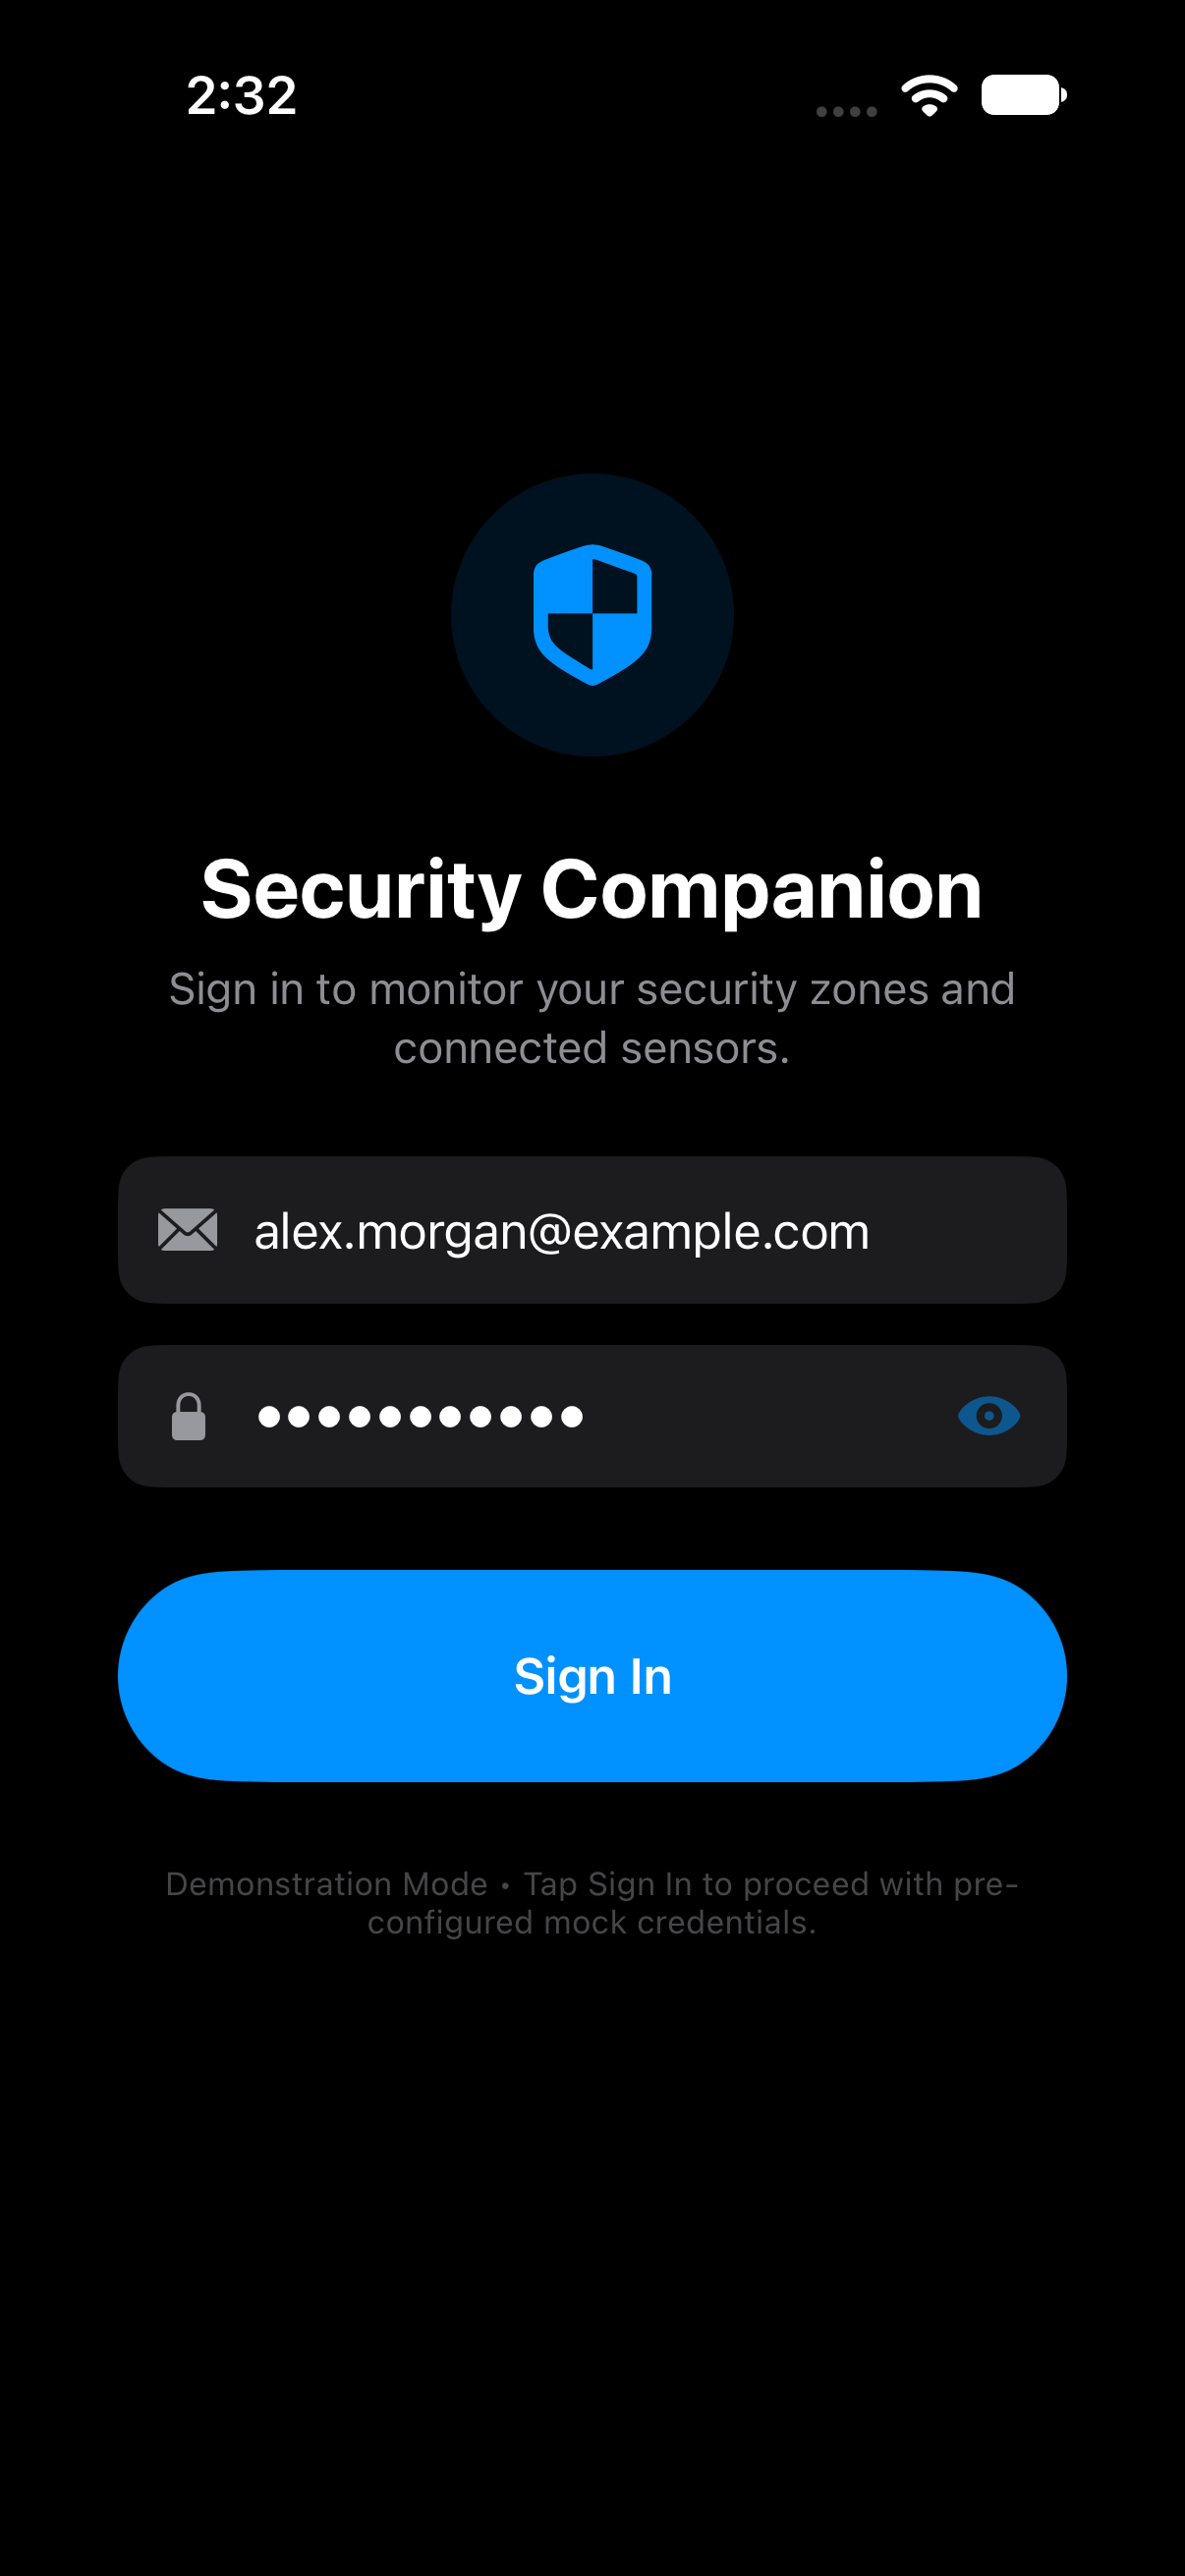 2:32
Security Companion
Sign in to monitor your security zones and
connected sensors.
alex.morgan@example.com
•••••••••••
Sign In
Demonstration Mode • Tap Sign In to proceed with pre-
configured mock credentials.